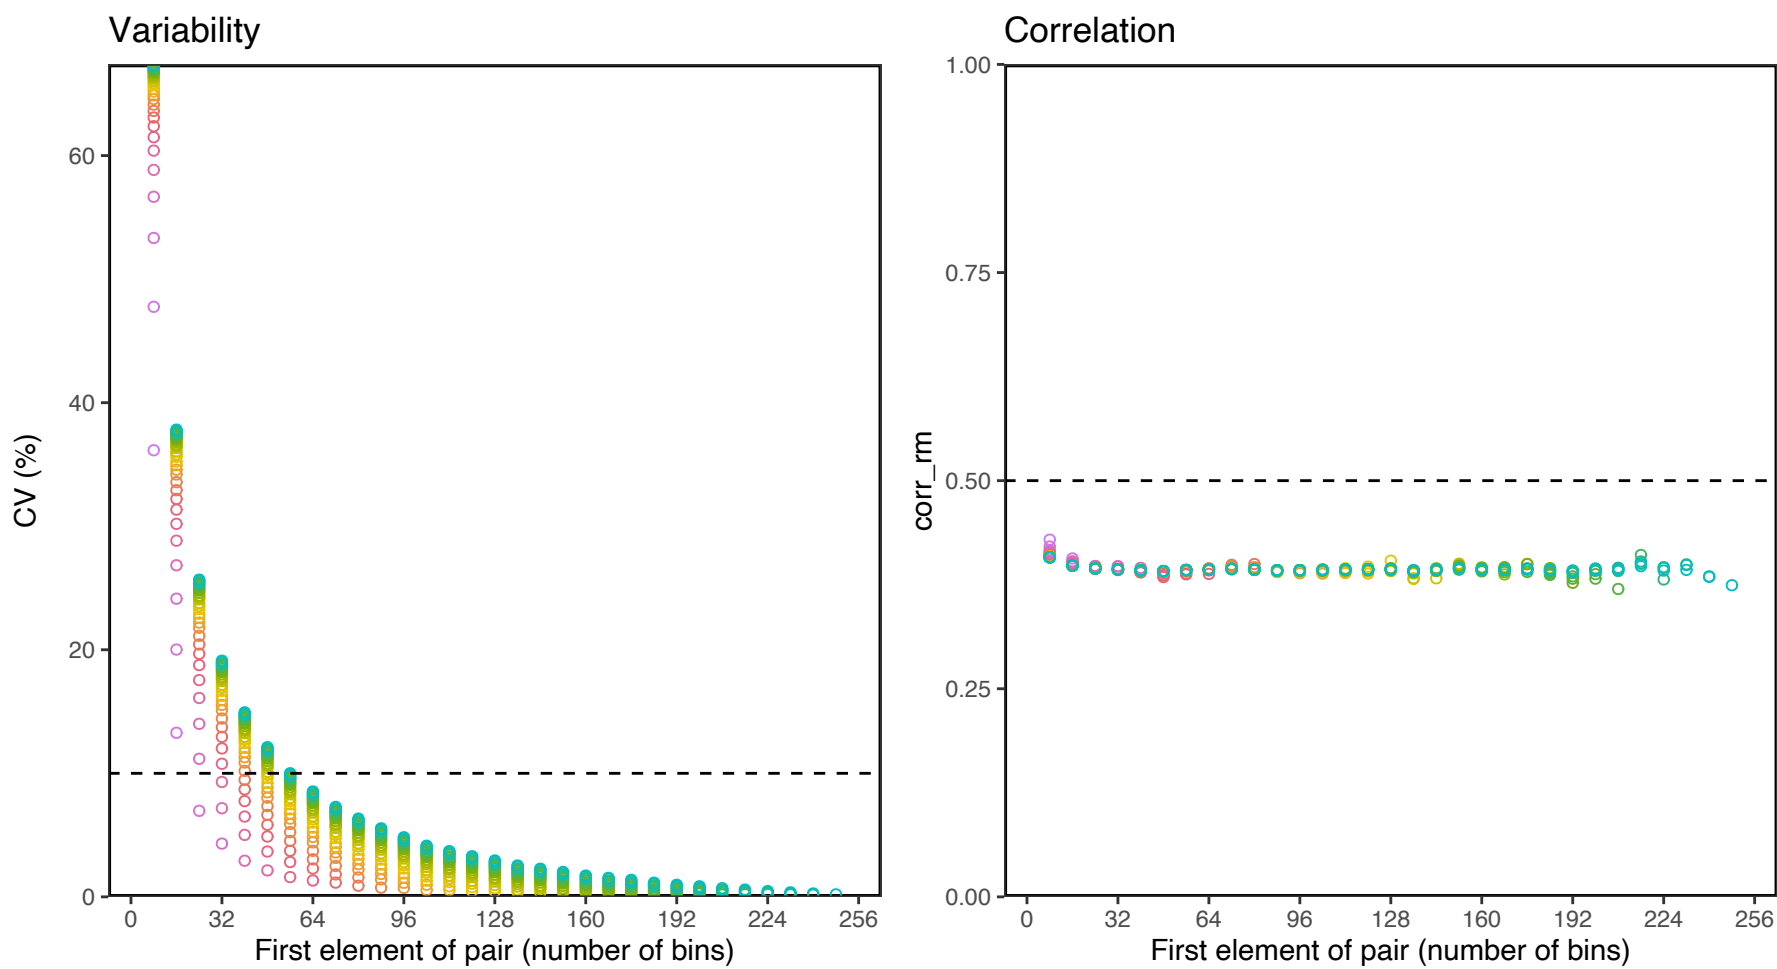 Variability
60
40
20
0
CV (%)
0 32 64 96 128 160 192 224 256
First element of pair (number of bins)
Correlation
1.00
0.75
0.50
0.25
0.00
corr_rm
0 32 64 96 128 160 192 224 256
First element of pair (number of bins)